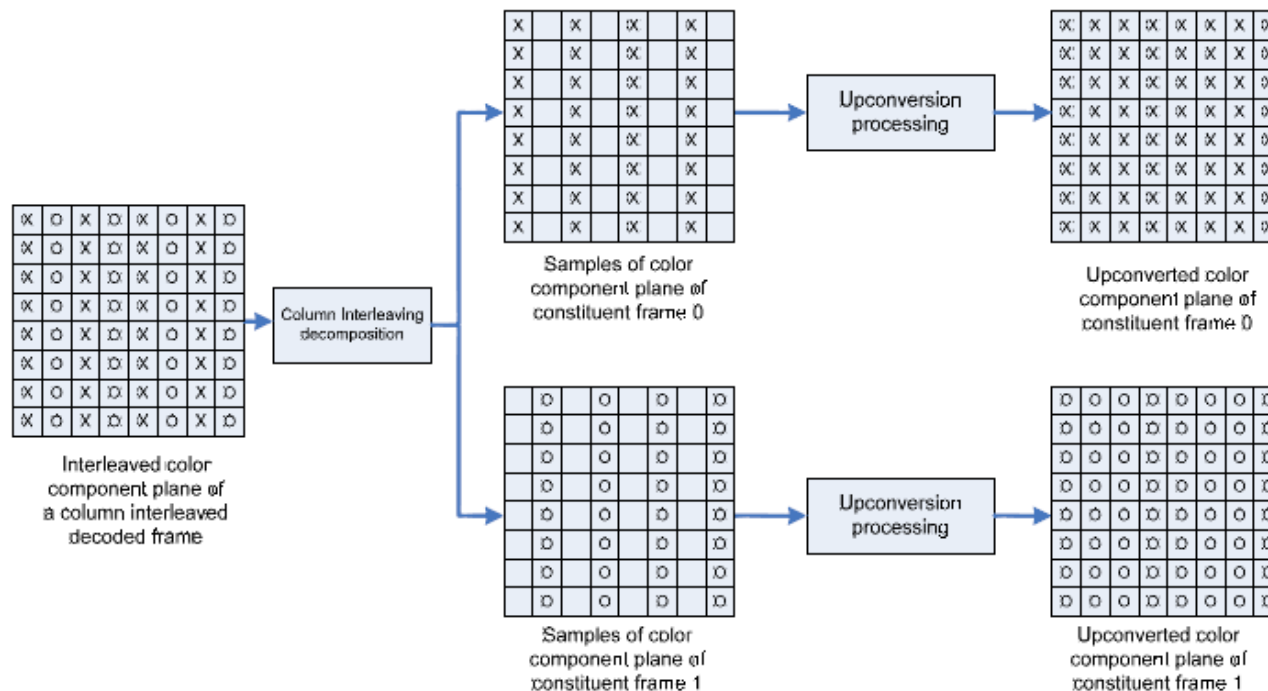 X X X X
X X X X
X X X X
X X X X
X X X X
X X X X
X X X X
X X X X
Samples of color
component plane of
constituent frame 0
Upconversion
processing
X X X X X X X X
X X X X X X X X
X X X X X X X X
X X X X X X X X
X X X X X X X X
X X X X X X X X
X X X X X X X X
X X X X X X X X
Upconverted color
component plane of
constituent frame 0
X O X O X O X O
X O X O X O X O
X O X O X O X O
X O X O X O X O
X O X O X O X O
X O X O X O X O
X O X O X O X O
X O X O X O X O
Interleaved color
component plane of
a column interleaved
decoded frame
Column Interleaving
decomposition
O O O O
O O O O
O O O O
O O O O
O O O O
O O O O
O O O O
O O O O
Samples of color
component plane of
constituent frame 1
Upconversion
processing
O O O O O O O O
O O O O O O O O
O O O O O O O O
O O O O O O O O
O O O O O O O O
O O O O O O O O
O O O O O O O O
O O O O O O O O
Upconverted color
component plane of
constituent frame 1